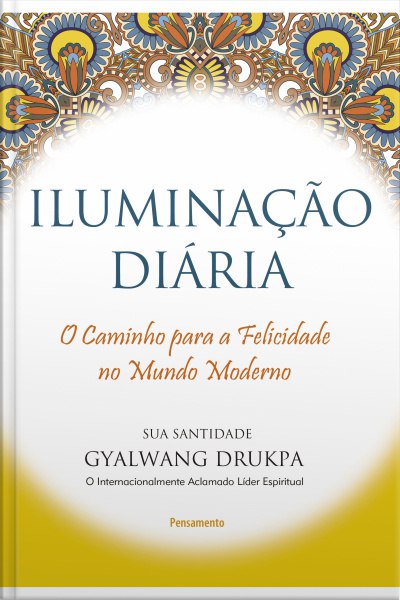 ILUMINAÇÃO
DIÁRIA
O Caminho para a Felicidade
no Mundo Moderno
SUA SANTIDADE
GYALWANG DRUKPA
O Internacionalmente Aclamado Líder Espiritual
Pensamento